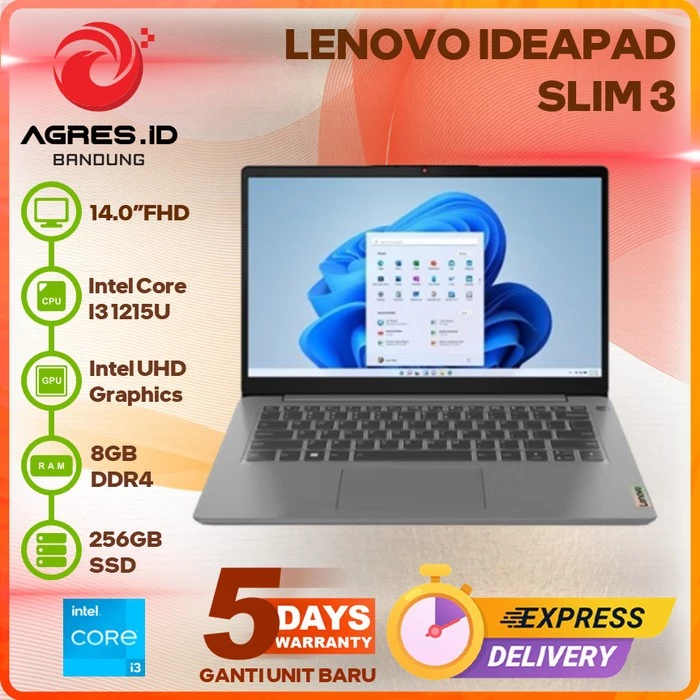 LENOVO IDEAPAD
SLIM 3
AGRES.ID
BANDUNG
14.0"FHD
CPU
Intel Core
I3 1215U
GPU
Intel UHD
Graphics
RAM
8GB
DDR4
256GB
SSD
Lenovo
intel
CORE
i3
5 DAYS
WARRANTY
GANTI UNIT BARU
EXPRESS
DELIVERY